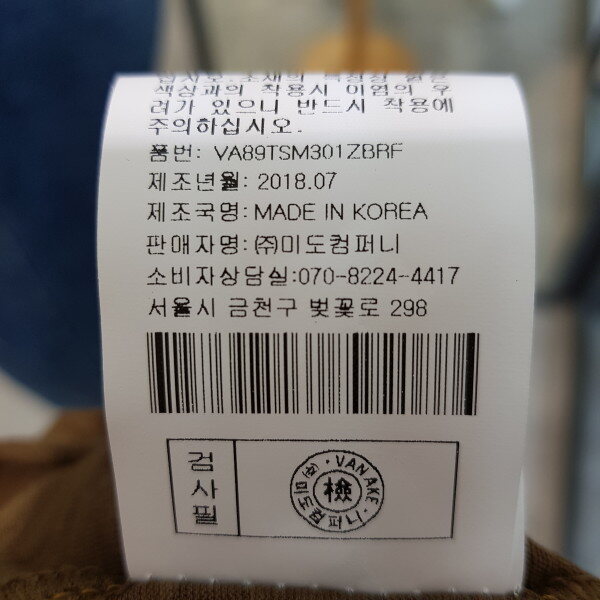 색상과의 착용시 이염의 우
려가 있으니 반드시 착용에
주의하십시오.
품번: VA89TSM301ZBRF
제조년월: 2018.07
제조국명: MADE IN KOREA
판매자명: ㈜미도컴퍼니
소비자상담실:070-8224-4417
서울시 금천구 벚꽃로 298
검사필
VAN AKE · ㈜미도컴퍼니 ·
檢